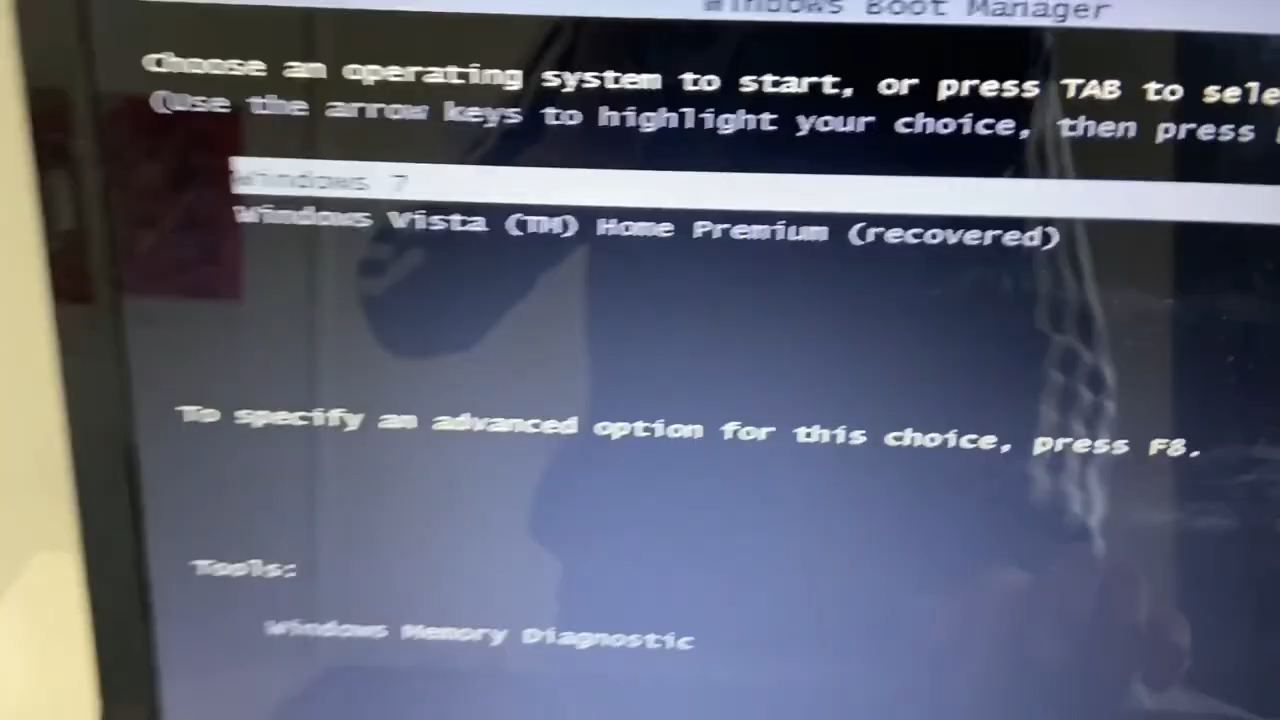 Windows Boot Manager
Choose an operating system to start, or press TAB to sele
(Use the arrow keys to highlight your choice, then press
Windows 7
Windows Vista (TM) Home Premium (recovered)
To specify an advanced option for this choice, press F8.
Tools:
Windows Memory Diagnostic